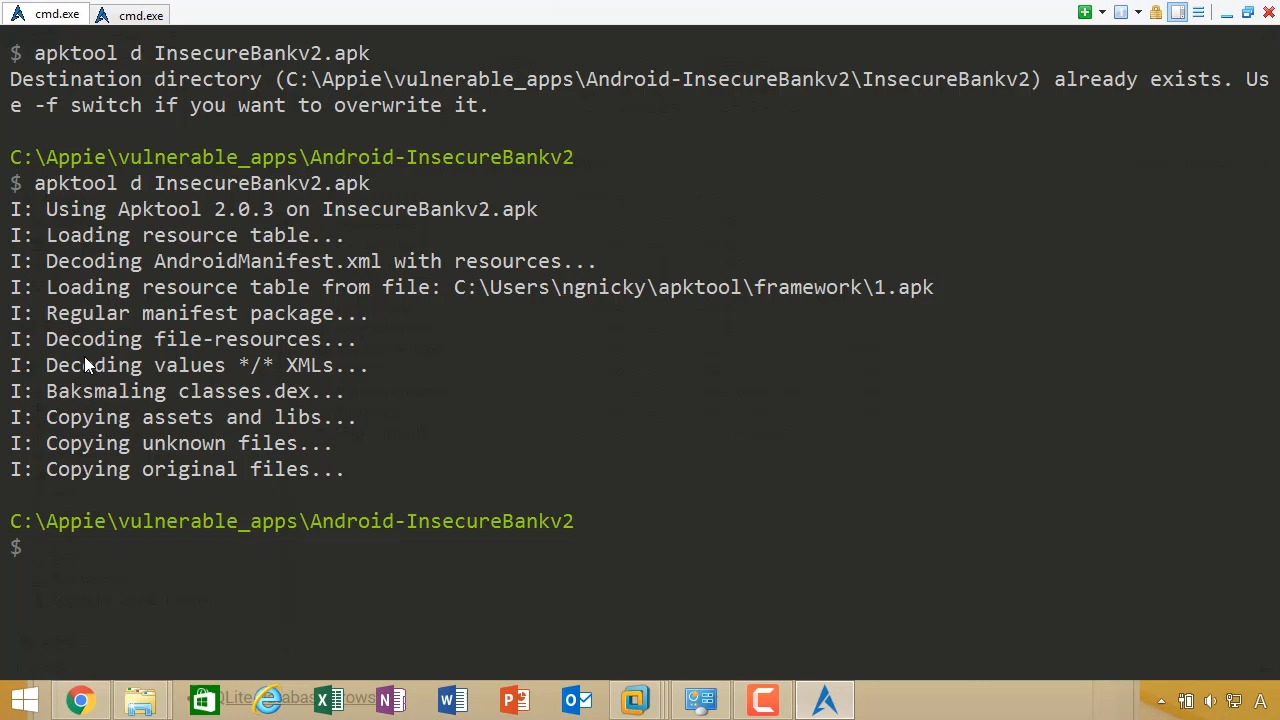 cmd.exe
cmd.exe
$ apktool d InsecureBankv2.apk
Destination directory (C:\Appie\vulnerable_apps\Android-InsecureBankv2\InsecureBankv2) already exists. Us
e -f switch if you want to overwrite it.
C:\Appie\vulnerable_apps\Android-InsecureBankv2
$ apktool d InsecureBankv2.apk
I: Using Apktool 2.0.3 on InsecureBankv2.apk
I: Loading resource table...
I: Decoding AndroidManifest.xml with resources...
I: Loading resource table from file: C:\Users\ngnicky\apktool\framework\1.apk
I: Regular manifest package...
I: Decoding file-resources...
I: Decoding values */* XMLs...
I: Baksmaling classes.dex...
I: Copying assets and libs...
I: Copying unknown files...
I: Copying original files...
C:\Appie\vulnerable_apps\Android-InsecureBankv2
$
A